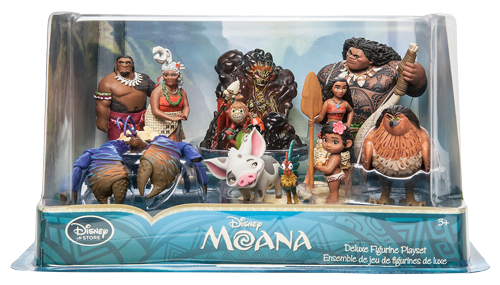 Disney
STORE
Disney
MOANA
3+
Deluxe Figurine Playset
Ensemble de jeu de figurines de luxe